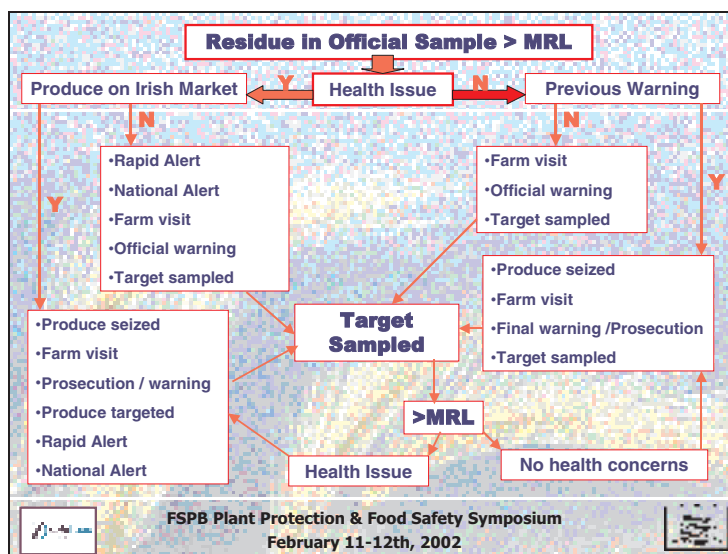 Residue in Official Sample > MRL
Produce on Irish Market
Y
Health Issue
N
Previous Warning
N
N
Y
Y
•Rapid Alert
•National Alert
•Farm visit
•Official warning
•Target sampled
•Farm visit
•Official warning
•Target sampled
•Produce seized
•Farm visit
•Prosecution / warning
•Produce targeted
•Rapid Alert
•National Alert
Target
Sampled
•Produce seized
•Farm visit
•Final warning /Prosecution
•Target sampled
>MRL
Health Issue
No health concerns
FSPB Plant Protection & Food Safety Symposium
February 11-12th, 2002